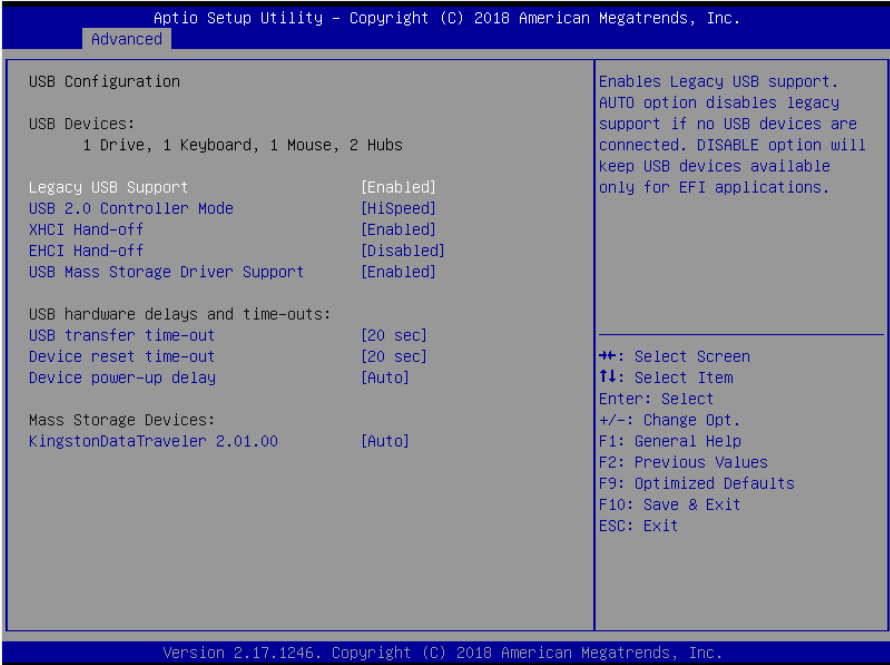 Aptio Setup Utility – Copyright (C) 2018 American Megatrends, Inc.
Advanced
USB Configuration
USB Devices:
1 Drive, 1 Keyboard, 1 Mouse, 2 Hubs
Legacy USB Support [Enabled]
USB 2.0 Controller Mode [HiSpeed]
XHCI Hand-off [Enabled]
EHCI Hand-off [Disabled]
USB Mass Storage Driver Support [Enabled]
USB hardware delays and time-outs:
USB transfer time-out [20 sec]
Device reset time-out [20 sec]
Device power-up delay [Auto]
Mass Storage Devices:
KingstonDataTraveler 2.01.00 [Auto]
Enables Legacy USB support.
AUTO option disables legacy
support if no USB devices are
connected. DISABLE option will
keep USB devices available
only for EFI applications.
→←: Select Screen
↑↓: Select Item
Enter: Select
+/-: Change Opt.
F1: General Help
F2: Previous Values
F9: Optimized Defaults
F10: Save & Exit
ESC: Exit
Version 2.17.1246. Copyright (C) 2018 American Megatrends, Inc.